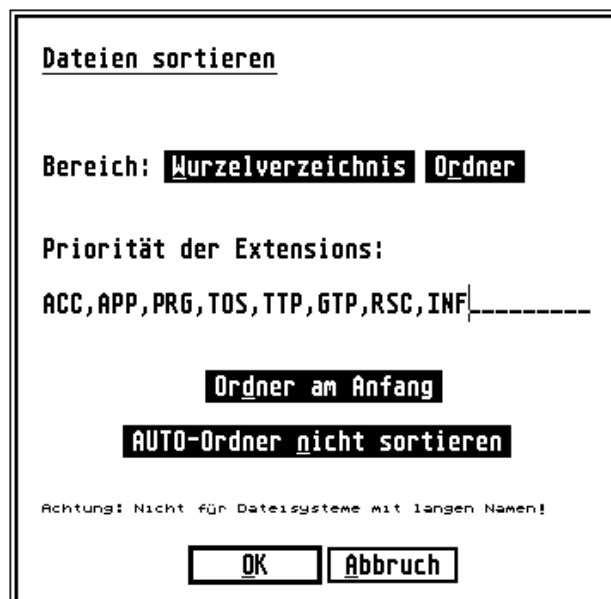 Dateien sortieren
Bereich: Wurzelverzeichnis Ordner
Priorität der Extensions:
ACC,APP,PRG,TOS,TTP,GTP,RSC,INF_________
Ordner am Anfang
AUTO-Ordner nicht sortieren
Achtung: Nicht für Dateisysteme mit langen Namen!
OK Abbruch